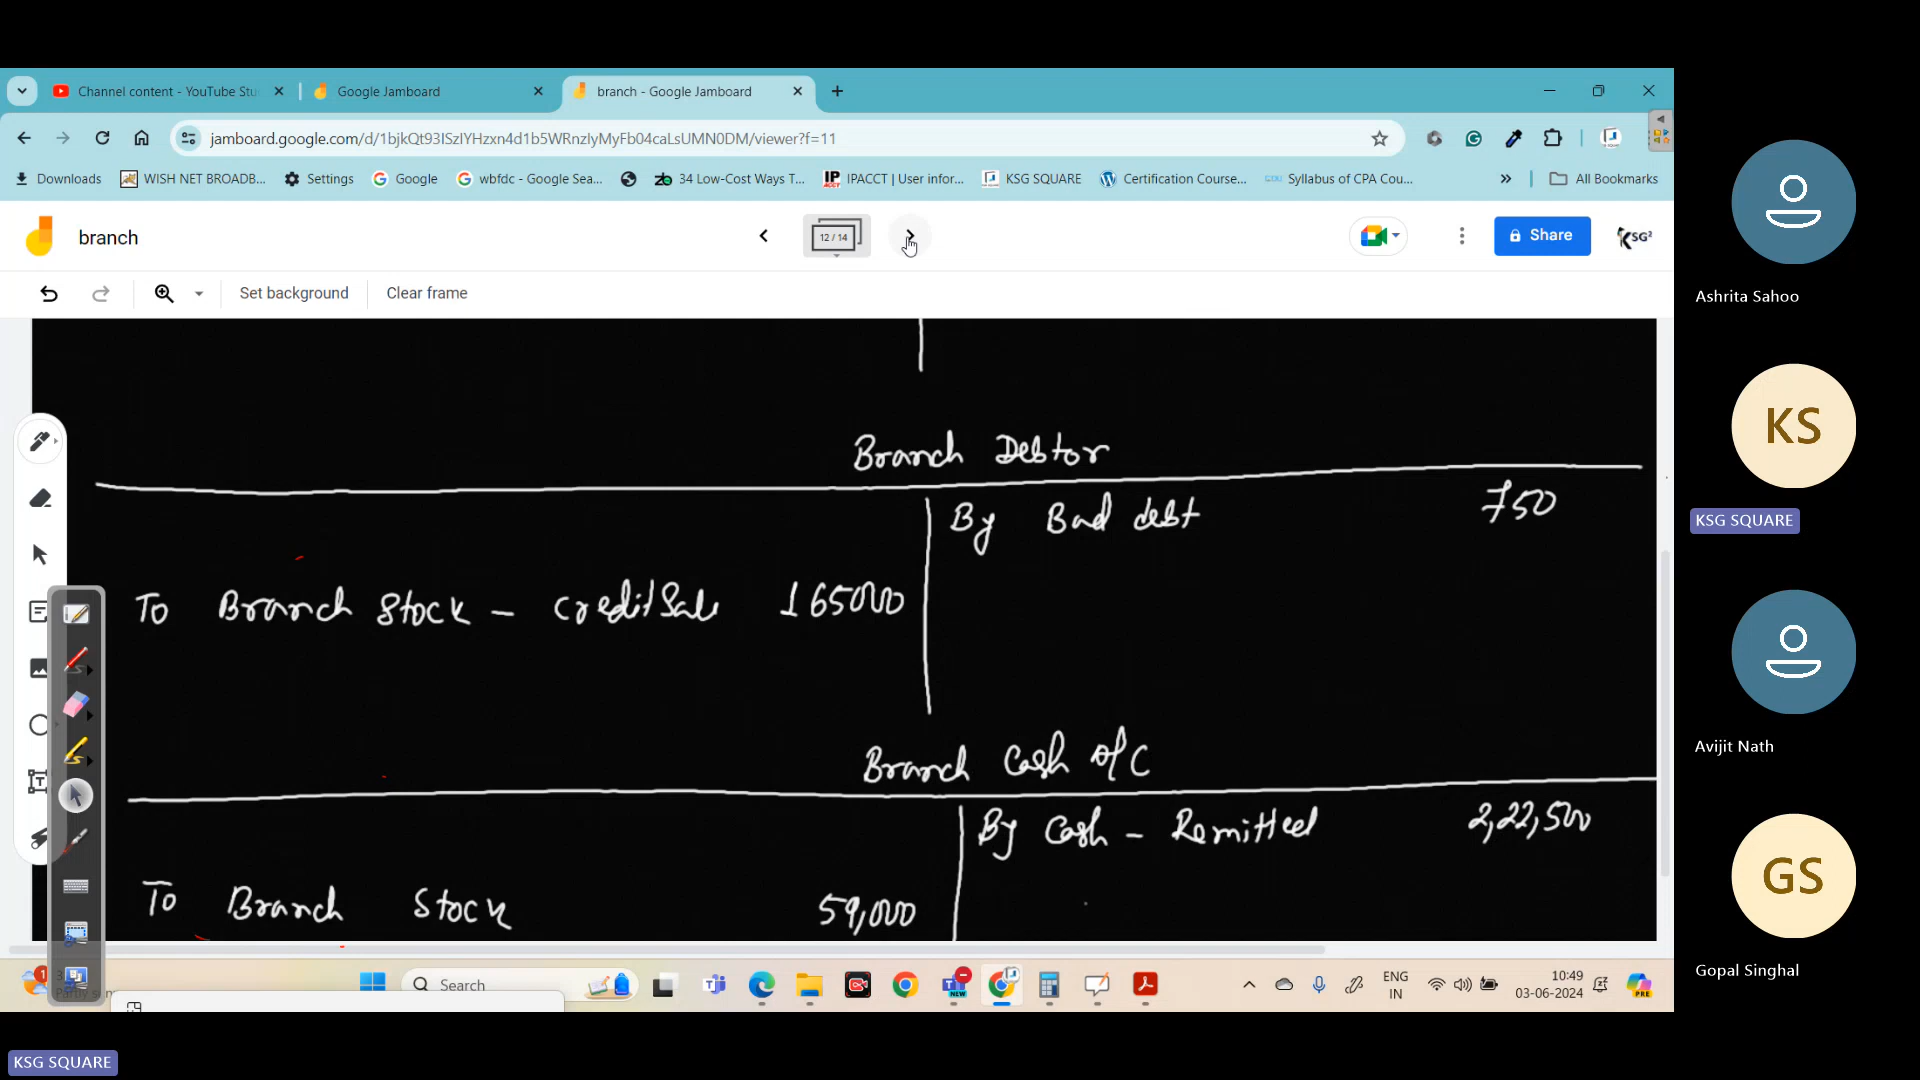 Channel content - YouTube Stu
Google Jamboard
branch - Google Jamboard
jamboard.google.com/d/1bjkQt93ISzIYHzxn4d1b5WRnzIyMyFb04caLsUMN0DM/viewer?f=11
Downloads
WISH NET BROADB...
Settings
Google
wbfdc - Google Sea...
34 Low-Cost Ways T...
IPACCT | User infor...
KSG SQUARE
Certification Course...
Syllabus of CPA Cou...
All Bookmarks
branch
12 / 14
Share
KSG²
Set background
Clear frame
Branch Debtor
By Bad debt 750
To Branch Stock - Credit Sale 165000
Branch Cash A/C
By Cash - Remitted 2,22,500
To Branch Stock 59,000
Search
ENG
IN
10:49
03-06-2024
Ashrita Sahoo
KS
KSG SQUARE
Avijit Nath
GS
Gopal Singhal
KSG SQUARE